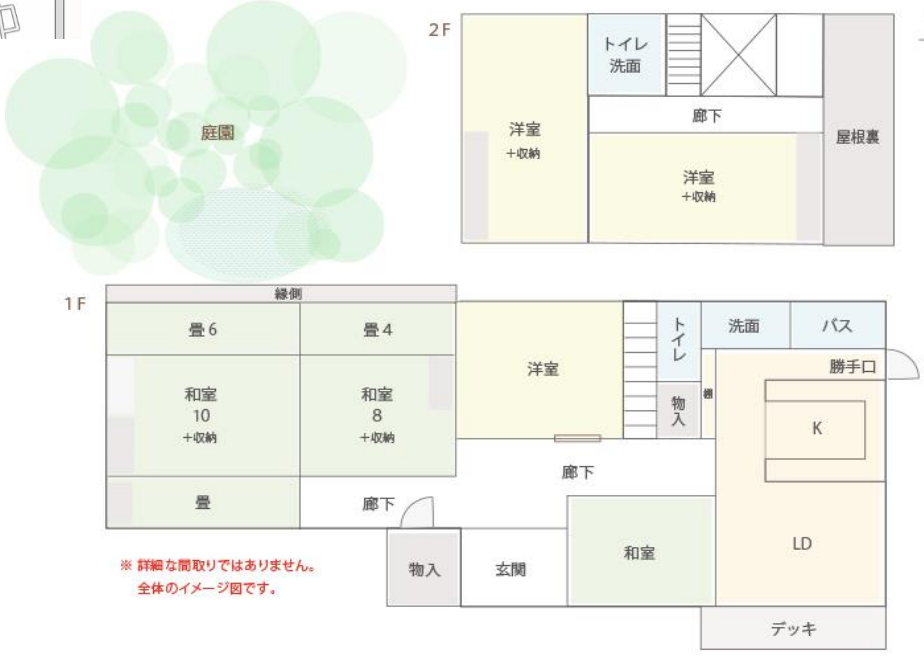 2F
トイレ
洗面
廊下
洋室
+収納
洋室
+収納
屋根裏
庭園
1F
縁側
畳6
畳4
洋室
トイレ
洗面
バス
勝手口
和室
10
+収納
和室
8
+収納
物入
K
廊下
畳
廊下
和室
LD
物入
玄関
※ 詳細な間取りではありません。
全体のイメージ図です。
デッキ